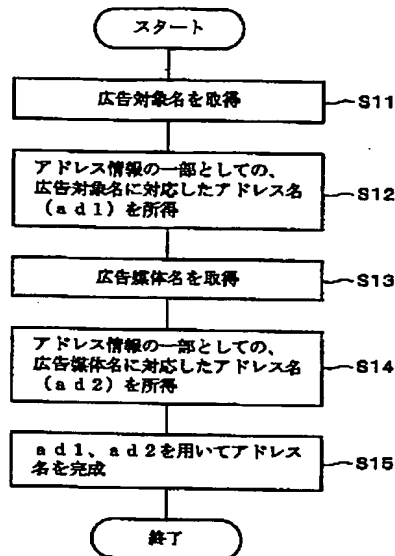 スタート
広告対象名を取得
S11
アドレス情報の一部としての、
広告対象名に対応したアドレス名
（ad1）を所得
S12
広告媒体名を取得
S13
アドレス情報の一部としての、
広告媒体名に対応したアドレス名
（ad2）を所得
S14
ad1、ad2を用いてアドレス
名を完成
S15
終了